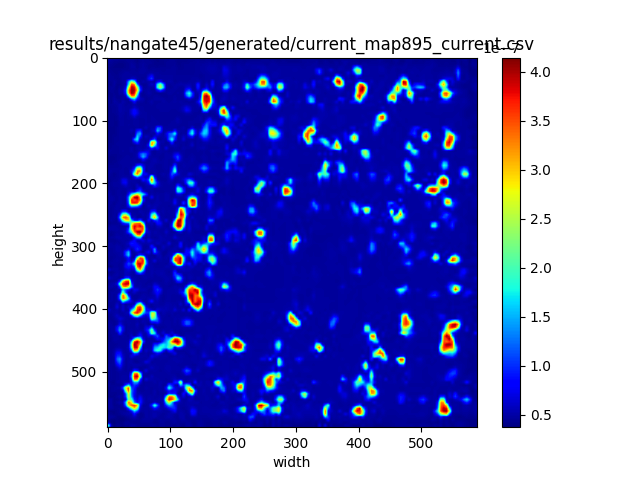 results/nangate45/generated/current_map895_current.csv
1e−7
0
100
200
300
400
500
height
0 100 200 300 400 500
width
4.0
3.5
3.0
2.5
2.0
1.5
1.0
0.5